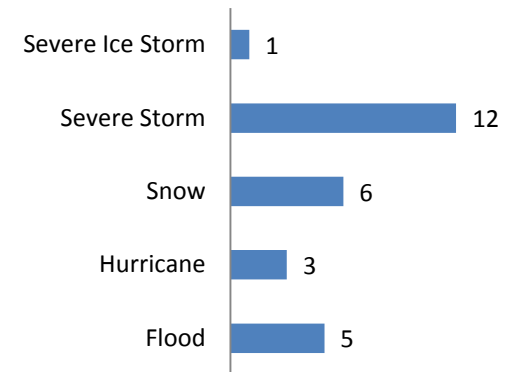 Severe Ice Storm 1
Severe Storm 12
Snow 6
Hurricane 3
Flood 5